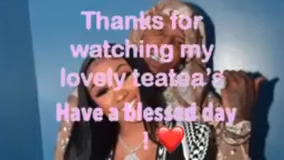 Thanks for
watching my
lovely teatea's
Have a blessed day
! ❤️